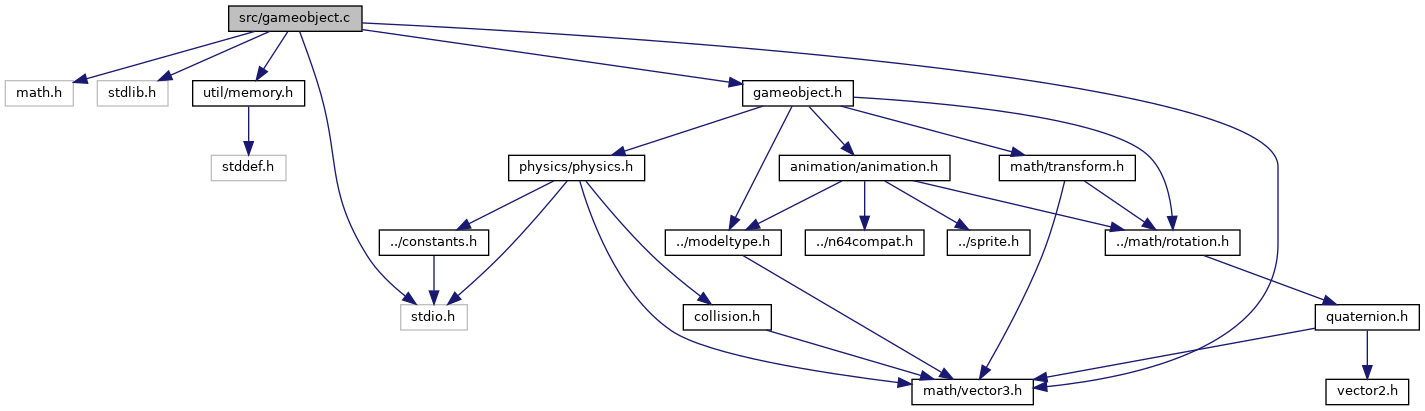 src/gameobject.c
math.h
stdlib.h
util/memory.h
gameobject.h
stddef.h
physics/physics.h
animation/animation.h
math/transform.h
../constants.h
../modeltype.h
../n64compat.h
../sprite.h
../math/rotation.h
stdio.h
collision.h
quaternion.h
math/vector3.h
vector2.h